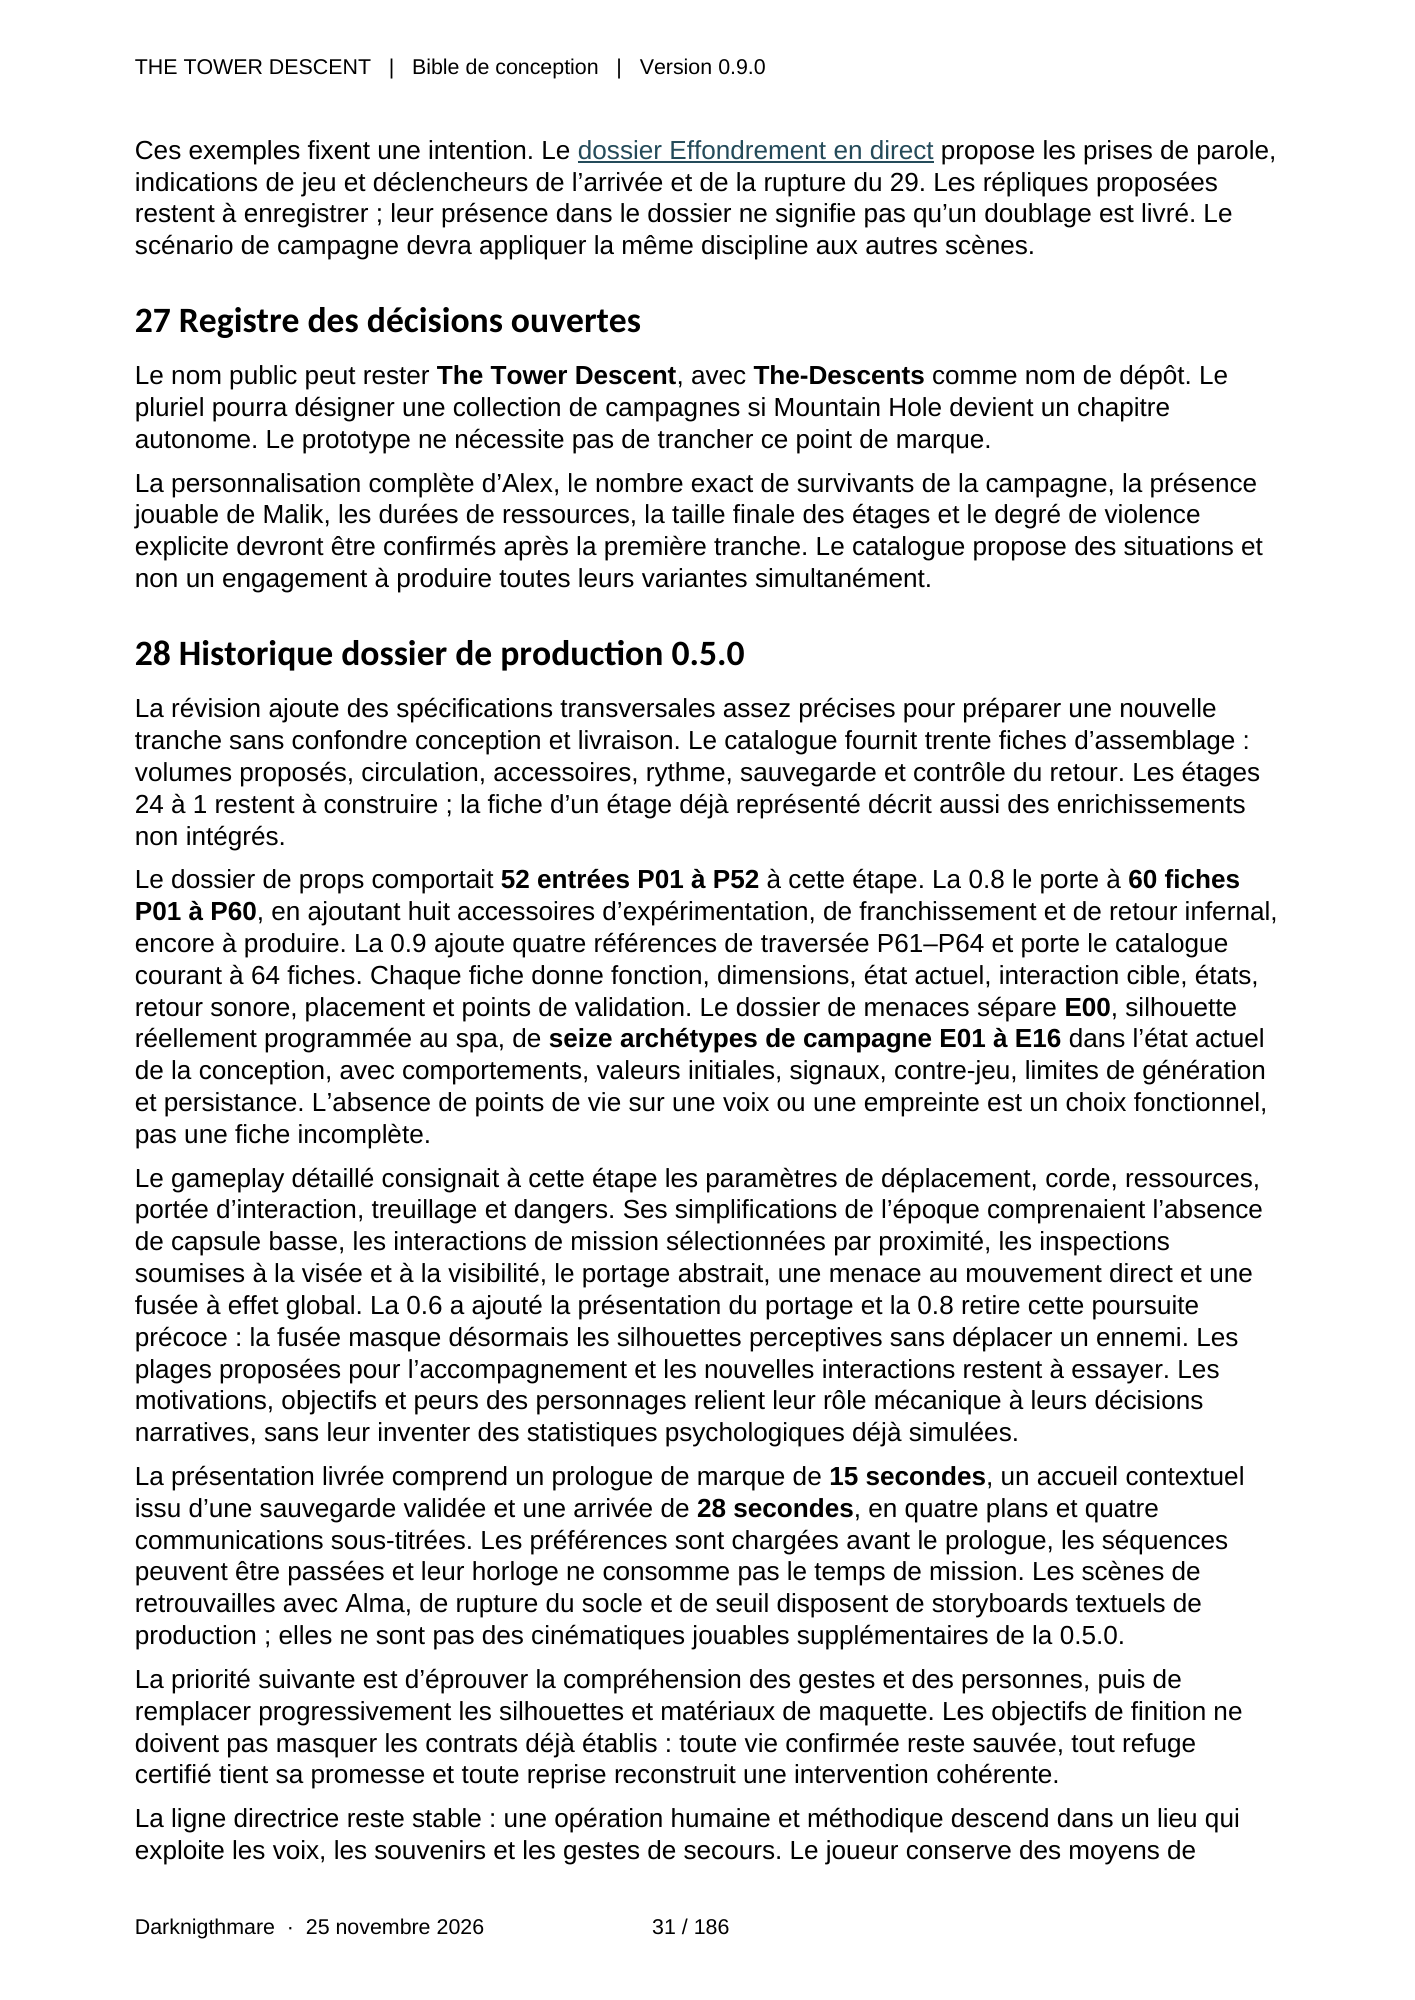 THE TOWER DESCENT | Bible de conception | Version 0.9.0
Ces exemples fixent une intention. Le dossier Effondrement en direct propose les prises de parole,
indications de jeu et déclencheurs de l’arrivée et de la rupture du 29. Les répliques proposées
restent à enregistrer ; leur présence dans le dossier ne signifie pas qu’un doublage est livré. Le
scénario de campagne devra appliquer la même discipline aux autres scènes.
27 Registre des décisions ouvertes
Le nom public peut rester The Tower Descent, avec The-Descents comme nom de dépôt. Le
pluriel pourra désigner une collection de campagnes si Mountain Hole devient un chapitre
autonome. Le prototype ne nécessite pas de trancher ce point de marque.
La personnalisation complète d’Alex, le nombre exact de survivants de la campagne, la présence
jouable de Malik, les durées de ressources, la taille finale des étages et le degré de violence
explicite devront être confirmés après la première tranche. Le catalogue propose des situations et
non un engagement à produire toutes leurs variantes simultanément.
28 Historique dossier de production 0.5.0
La révision ajoute des spécifications transversales assez précises pour préparer une nouvelle
tranche sans confondre conception et livraison. Le catalogue fournit trente fiches d’assemblage :
volumes proposés, circulation, accessoires, rythme, sauvegarde et contrôle du retour. Les étages
24 à 1 restent à construire ; la fiche d’un étage déjà représenté décrit aussi des enrichissements
non intégrés.
Le dossier de props comportait 52 entrées P01 à P52 à cette étape. La 0.8 le porte à 60 fiches
P01 à P60, en ajoutant huit accessoires d’expérimentation, de franchissement et de retour infernal,
encore à produire. La 0.9 ajoute quatre références de traversée P61–P64 et porte le catalogue
courant à 64 fiches. Chaque fiche donne fonction, dimensions, état actuel, interaction cible, états,
retour sonore, placement et points de validation. Le dossier de menaces sépare E00, silhouette
réellement programmée au spa, de seize archétypes de campagne E01 à E16 dans l’état actuel
de la conception, avec comportements, valeurs initiales, signaux, contre-jeu, limites de génération
et persistance. L’absence de points de vie sur une voix ou une empreinte est un choix fonctionnel,
pas une fiche incomplète.
Le gameplay détaillé consignait à cette étape les paramètres de déplacement, corde, ressources,
portée d’interaction, treuillage et dangers. Ses simplifications de l’époque comprenaient l’absence
de capsule basse, les interactions de mission sélectionnées par proximité, les inspections
soumises à la visée et à la visibilité, le portage abstrait, une menace au mouvement direct et une
fusée à effet global. La 0.6 a ajouté la présentation du portage et la 0.8 retire cette poursuite
précoce : la fusée masque désormais les silhouettes perceptives sans déplacer un ennemi. Les
plages proposées pour l’accompagnement et les nouvelles interactions restent à essayer. Les
motivations, objectifs et peurs des personnages relient leur rôle mécanique à leurs décisions
narratives, sans leur inventer des statistiques psychologiques déjà simulées.
La présentation livrée comprend un prologue de marque de 15 secondes, un accueil contextuel
issu d’une sauvegarde validée et une arrivée de 28 secondes, en quatre plans et quatre
communications sous-titrées. Les préférences sont chargées avant le prologue, les séquences
peuvent être passées et leur horloge ne consomme pas le temps de mission. Les scènes de
retrouvailles avec Alma, de rupture du socle et de seuil disposent de storyboards textuels de
production ; elles ne sont pas des cinématiques jouables supplémentaires de la 0.5.0.
La priorité suivante est d’éprouver la compréhension des gestes et des personnes, puis de
remplacer progressivement les silhouettes et matériaux de maquette. Les objectifs de finition ne
doivent pas masquer les contrats déjà établis : toute vie confirmée reste sauvée, tout refuge
certifié tient sa promesse et toute reprise reconstruit une intervention cohérente.
La ligne directrice reste stable : une opération humaine et méthodique descend dans un lieu qui
exploite les voix, les souvenirs et les gestes de secours. Le joueur conserve des moyens de
Darknigthmare · 25 novembre 2026 31 / 186